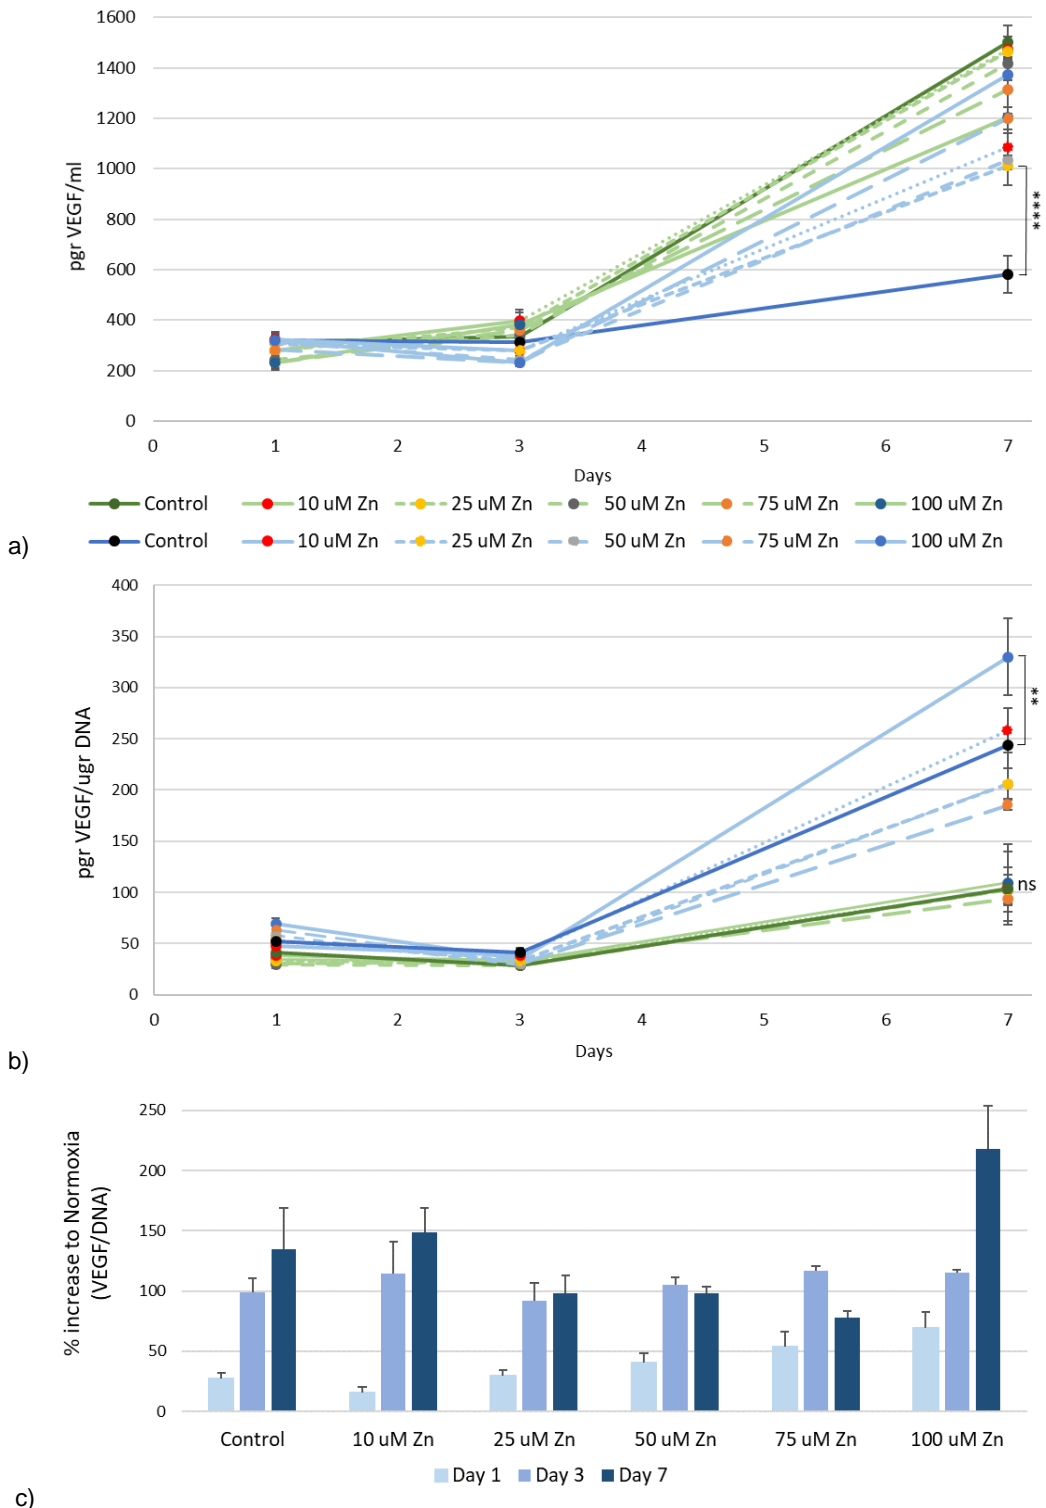 1600
1400
1200
1000
800
600
400
200
0
pgr VEGF/ml
****
0 1 2 3 4 5 6 7
Days
Control 10 uM Zn 25 uM Zn 50 uM Zn 75 uM Zn 100 uM Zn
Control 10 uM Zn 25 uM Zn 50 uM Zn 75 uM Zn 100 uM Zn
a)
400
350
300
250
200
150
100
50
0
pgr VEGF/ugr DNA
**
ns
0 1 2 3 4 5 6 7
Days
b)
250
200
150
100
50
0
% increase to Normoxia
(VEGF/DNA)
Control 10 uM Zn 25 uM Zn 50 uM Zn 75 uM Zn 100 uM Zn
Day 1 Day 3 Day 7
c)